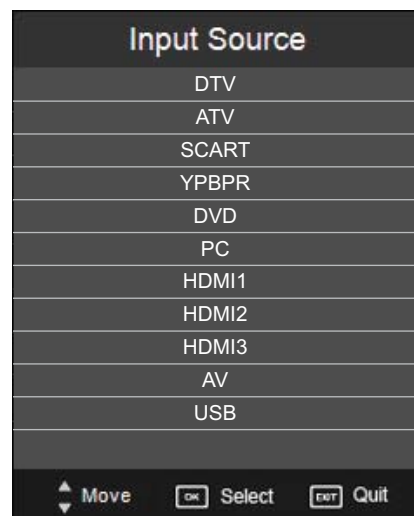 Input Source
DTV
ATV
SCART
YPBPR
DVD
PC
HDMI1
HDMI2
HDMI3
AV
USB
Move OK Select EXIT Quit